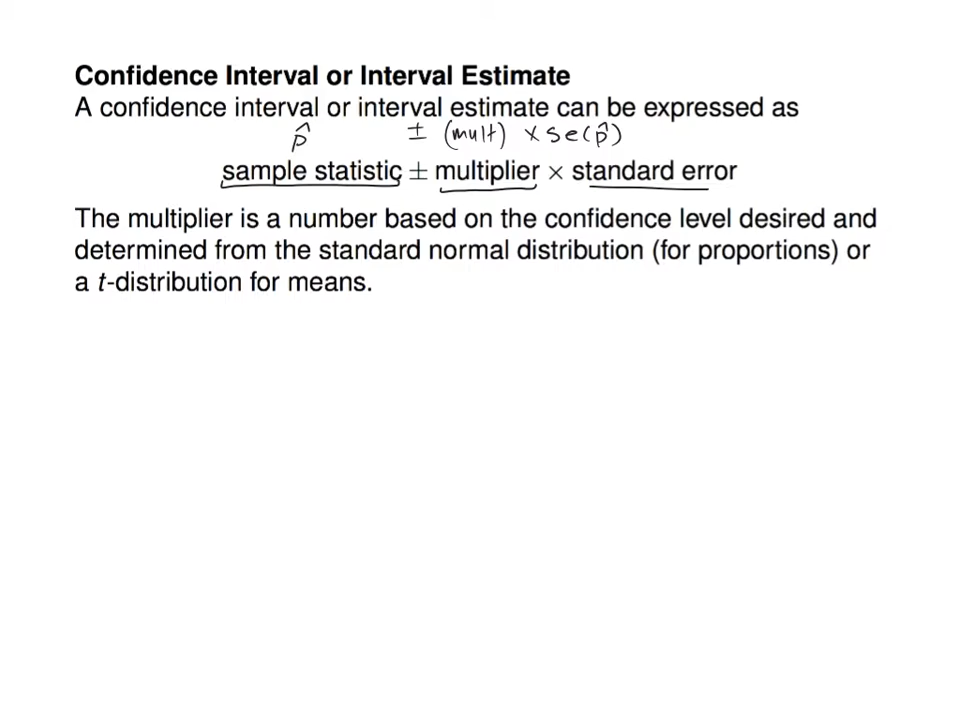 Confidence Interval or Interval Estimate
A confidence interval or interval estimate can be expressed as
p̂ ± (mult) × se(p̂)
sample statistic ± multiplier × standard error
The multiplier is a number based on the confidence level desired and
determined from the standard normal distribution (for proportions) or
a t-distribution for means.